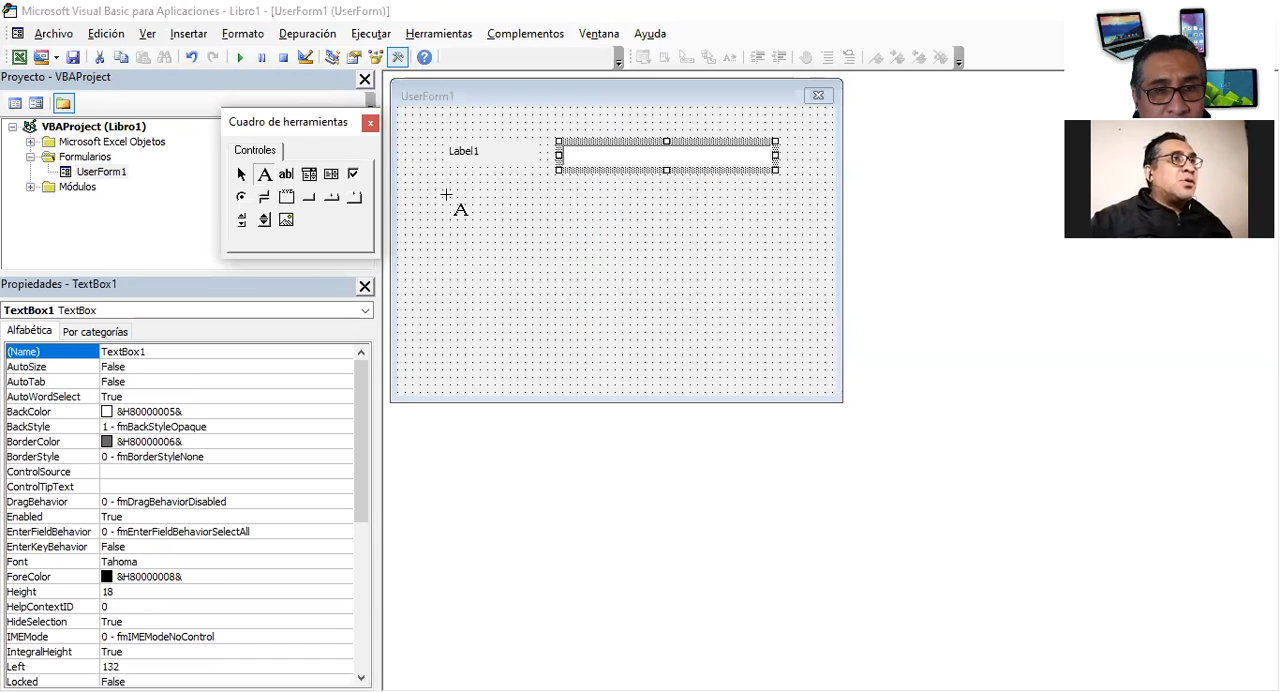 Microsoft Visual Basic para Aplicaciones - Libro1 - [UserForm1 (UserForm)]
Archivo Edición Ver Insertar Formato Depuración Ejecutar Herramientas Complementos Ventana Ayuda
Proyecto - VBAProject
VBAProject (Libro1)
Microsoft Excel Objetos
Formularios
UserForm1
Módulos
Cuadro de herramientas
Controles
A ab
UserForm1
Label1
A
Propiedades - TextBox1
TextBox1 TextBox
Alfabética Por categorías
(Name) TextBox1
AutoSize False
AutoTab False
AutoWordSelect True
BackColor &H80000005&
BackStyle 1 - fmBackStyleOpaque
BorderColor &H80000006&
BorderStyle 0 - fmBorderStyleNone
ControlSource
ControlTipText
DragBehavior 0 - fmDragBehaviorDisabled
Enabled True
EnterFieldBehavior 0 - fmEnterFieldBehaviorSelectAll
EnterKeyBehavior False
Font Tahoma
ForeColor &H80000008&
Height 18
HelpContextID 0
HideSelection True
IMEMode 0 - fmIMEModeNoControl
IntegralHeight True
Left 132
Locked False